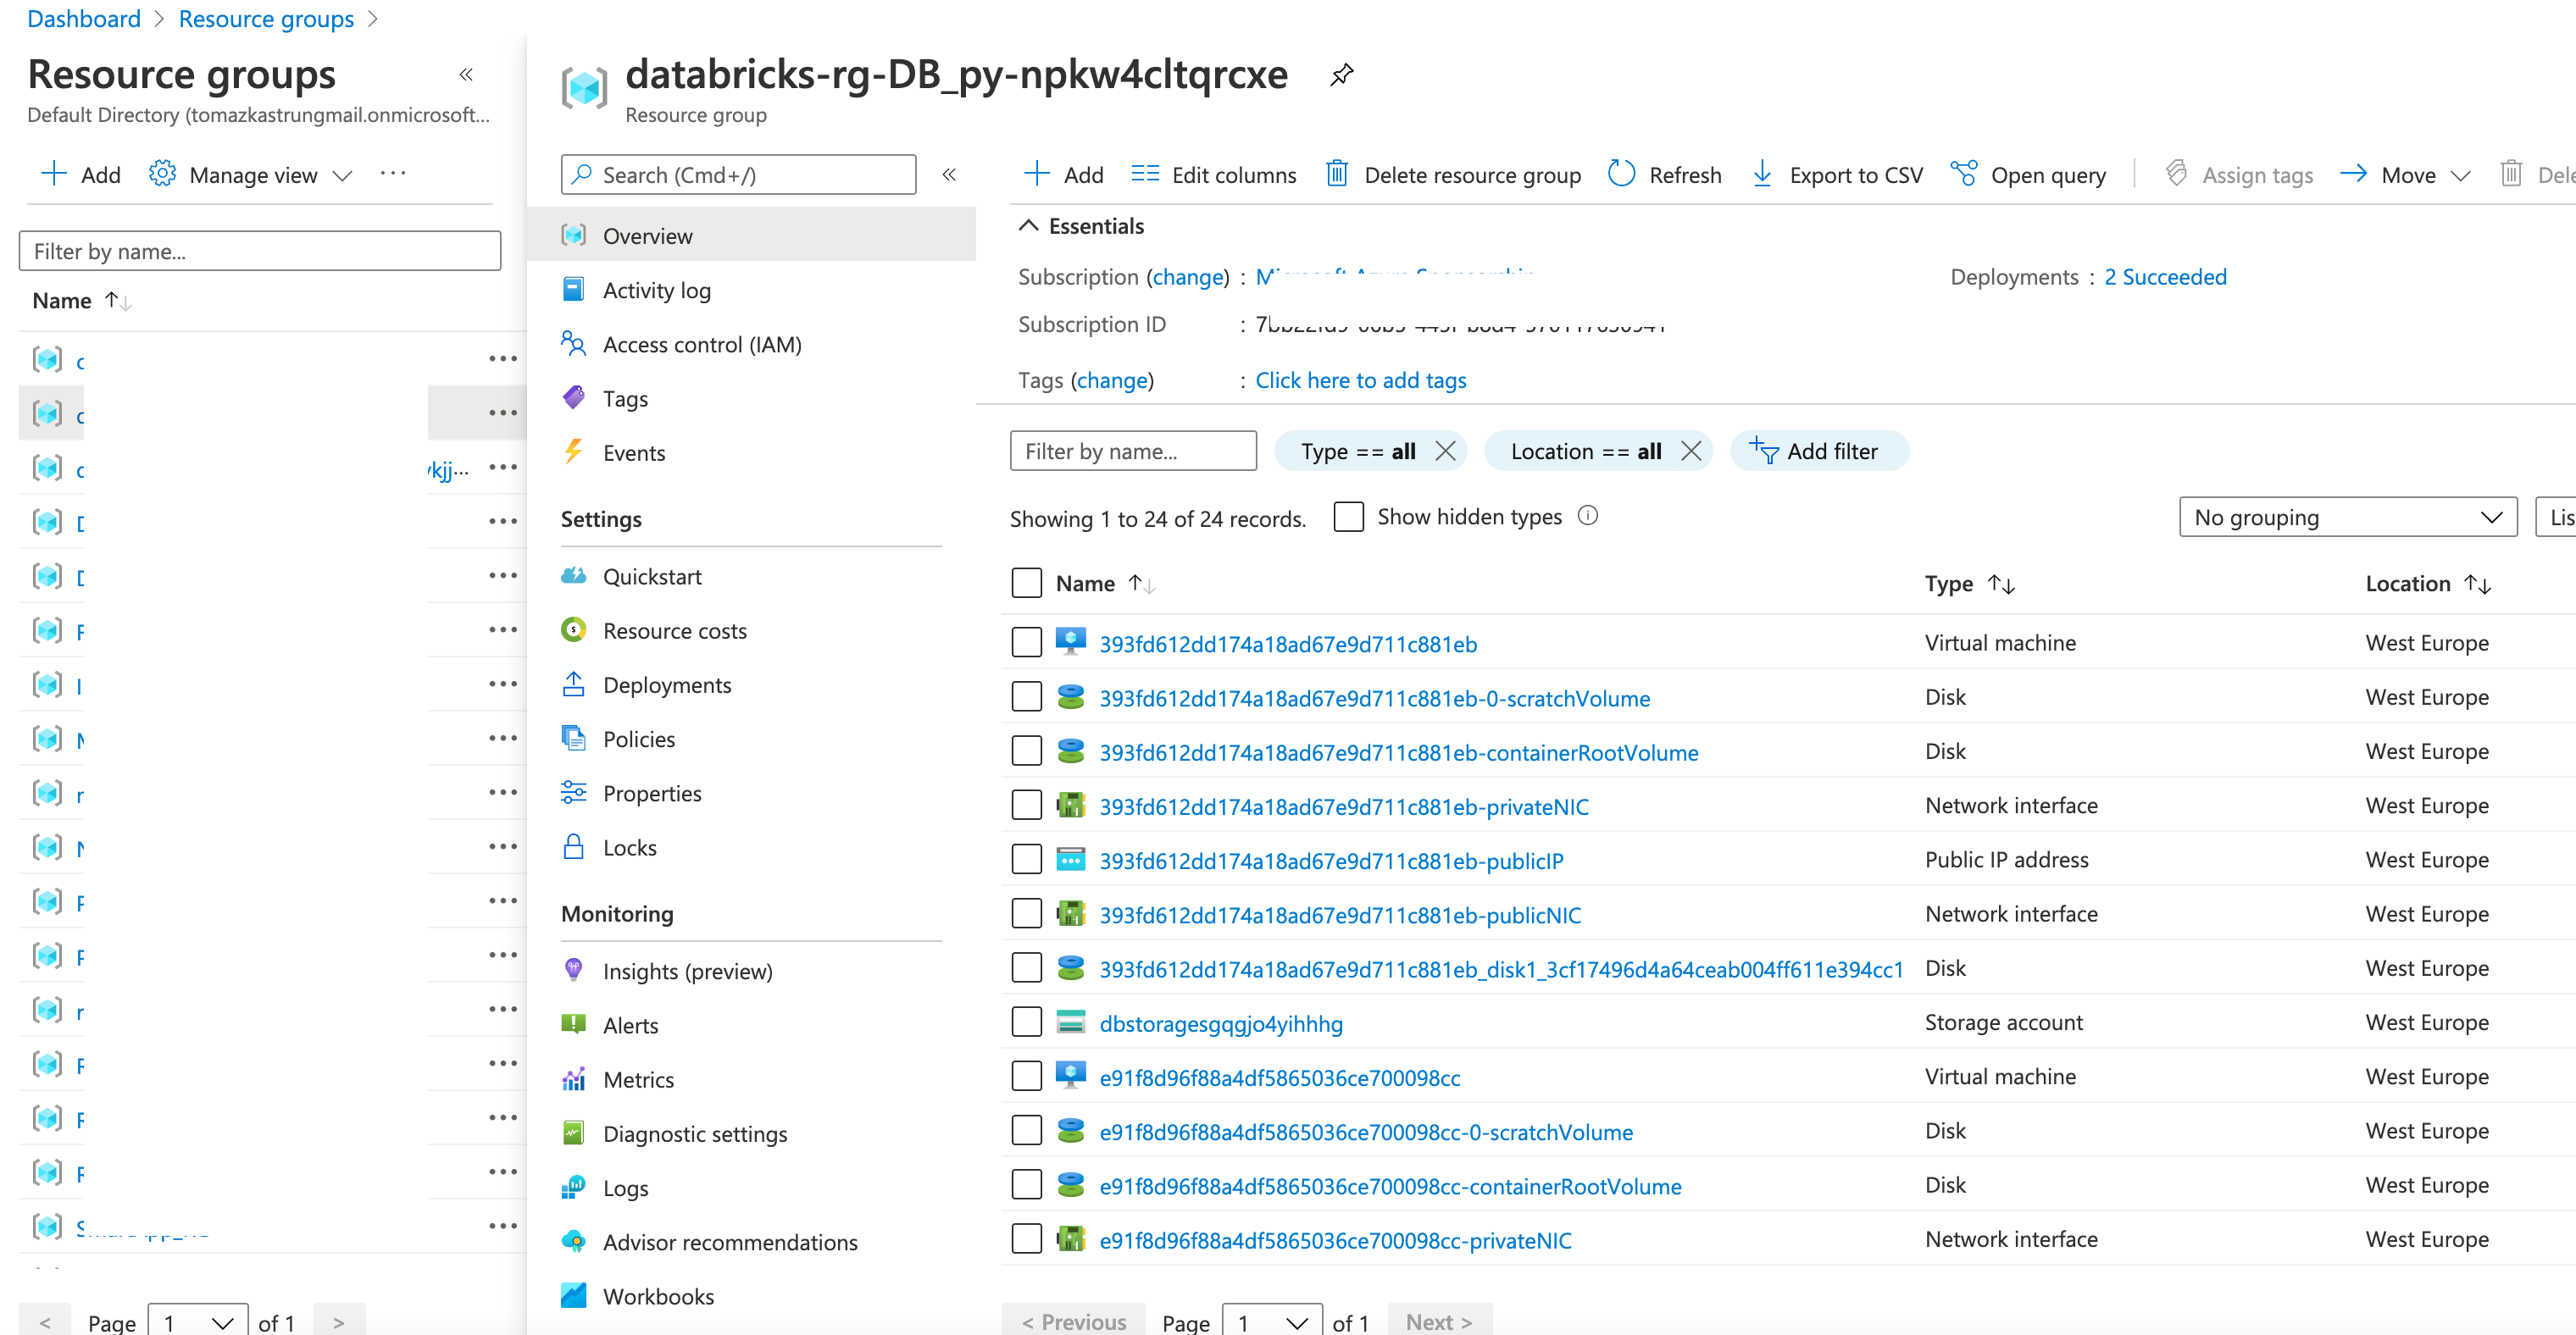 Dashboard > Resource groups >
Resource groups
«
Default Directory (tomazkastrungmail.onmicrosoft...
Add
Manage view
...
Filter by name...
Name
kjj...
Page 1 of 1
databricks-rg-DB_py-npkw4cltqrcxe
Resource group
Search (Cmd+/)
«
Overview
Activity log
Access control (IAM)
Tags
Events
Settings
Quickstart
Resource costs
Deployments
Policies
Properties
Locks
Monitoring
Insights (preview)
Alerts
Metrics
Diagnostic settings
Logs
Advisor recommendations
Workbooks
Add
Edit columns
Delete resource group
Refresh
Export to CSV
Open query
Assign tags
Move
Dele
Essentials
Subscription (change) :
Deployments : 2 Succeeded
Subscription ID :
Tags (change) : Click here to add tags
Filter by name...
Type == all
Location == all
Add filter
Showing 1 to 24 of 24 records.
Show hidden types
No grouping
Lis
Name Type Location
393fd612dd174a18ad67e9d711c881eb Virtual machine West Europe
393fd612dd174a18ad67e9d711c881eb-0-scratchVolume Disk West Europe
393fd612dd174a18ad67e9d711c881eb-containerRootVolume Disk West Europe
393fd612dd174a18ad67e9d711c881eb-privateNIC Network interface West Europe
393fd612dd174a18ad67e9d711c881eb-publicIP Public IP address West Europe
393fd612dd174a18ad67e9d711c881eb-publicNIC Network interface West Europe
393fd612dd174a18ad67e9d711c881eb_disk1_3cf17496d4a64ceab004ff611e394cc1 Disk West Europe
dbstoragesgqgjo4yihhhg Storage account West Europe
e91f8d96f88a4df5865036ce700098cc Virtual machine West Europe
e91f8d96f88a4df5865036ce700098cc-0-scratchVolume Disk West Europe
e91f8d96f88a4df5865036ce700098cc-containerRootVolume Disk West Europe
e91f8d96f88a4df5865036ce700098cc-privateNIC Network interface West Europe
< Previous Page 1 of 1 Next >